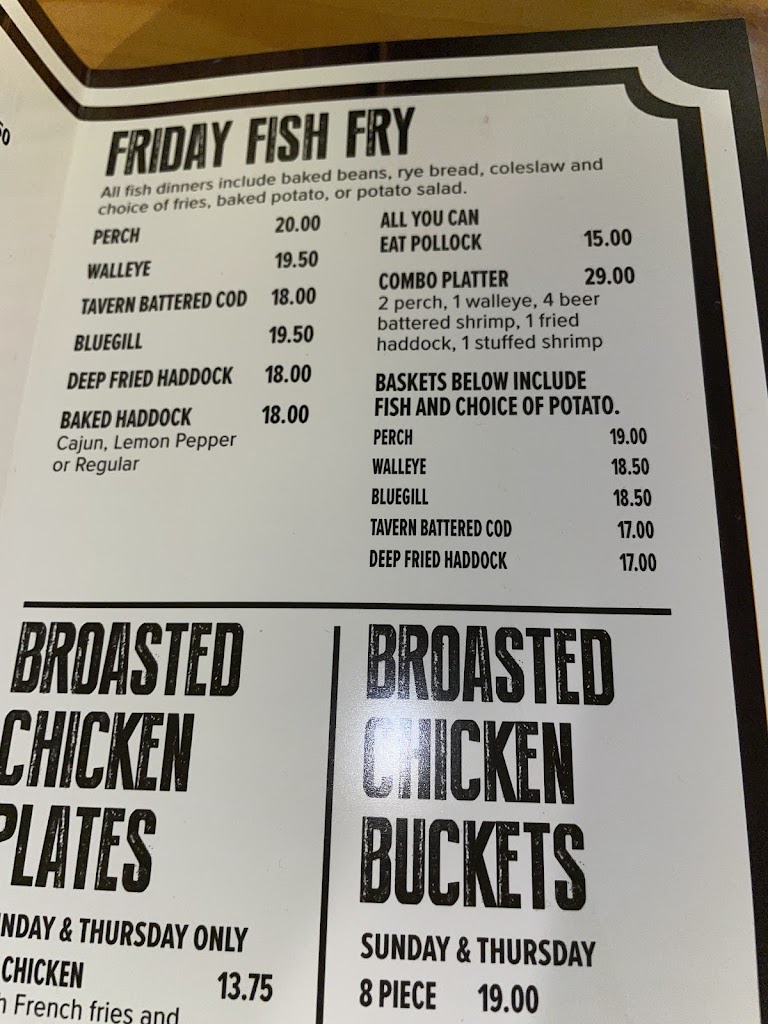 FRIDAY FISH FRY
All fish dinners include baked beans, rye bread, coleslaw and
choice of fries, baked potato, or potato salad.
PERCH 20.00
WALLEYE 19.50
TAVERN BATTERED COD 18.00
BLUEGILL 19.50
DEEP FRIED HADDOCK 18.00
BAKED HADDOCK 18.00
Cajun, Lemon Pepper
or Regular
ALL YOU CAN
EAT POLLOCK 15.00
COMBO PLATTER 29.00
2 perch, 1 walleye, 4 beer
battered shrimp, 1 fried
haddock, 1 stuffed shrimp
BASKETS BELOW INCLUDE
FISH AND CHOICE OF POTATO.
PERCH 19.00
WALLEYE 18.50
BLUEGILL 18.50
TAVERN BATTERED COD 17.00
DEEP FRIED HADDOCK 17.00
BROASTED
CHICKEN
PLATES
& THURSDAY ONLY
CHICKEN 13.75
French fries and
BROASTED
CHICKEN
BUCKETS
SUNDAY & THURSDAY
8 PIECE 19.00